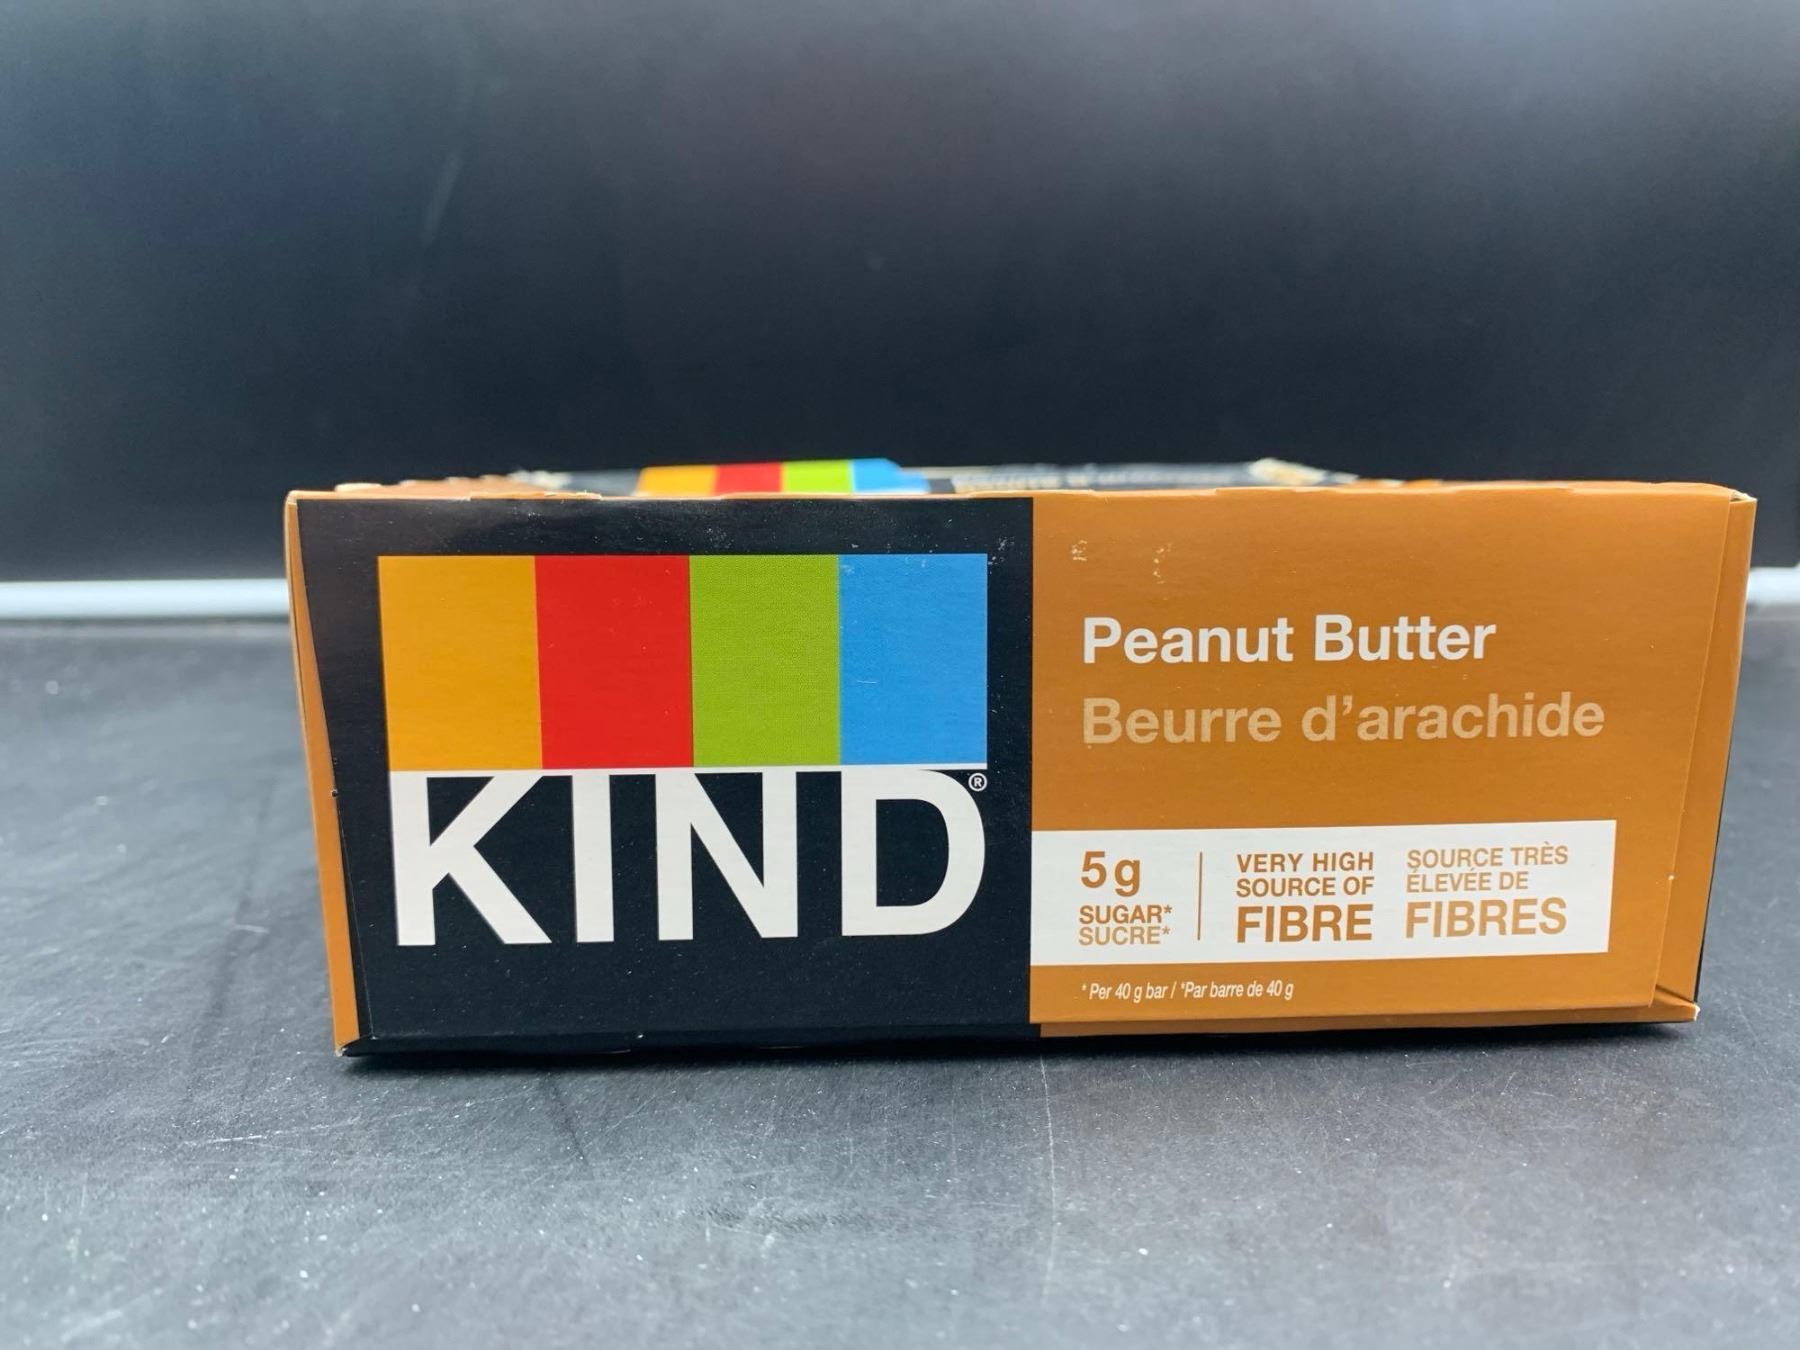 KIND®
Peanut Butter
Beurre d'arachide
5g
SUGAR*
SUCRE*
VERY HIGH
SOURCE OF
FIBRE
SOURCE TRÈS
ÉLEVÉE DE
FIBRES
* Per 40 g bar / *Par barre de 40 g